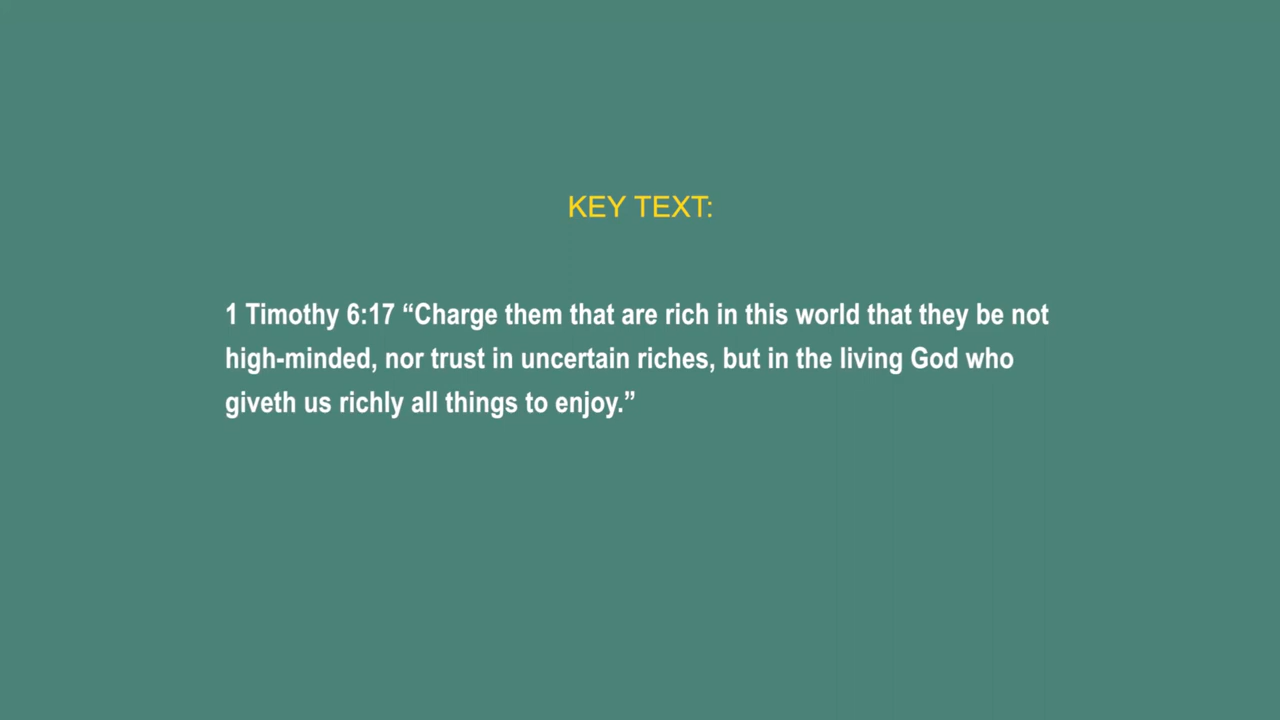 KEY TEXT:
1 Timothy 6:17 “Charge them that are rich in this world that they be not
high-minded, nor trust in uncertain riches, but in the living God who
giveth us richly all things to enjoy.”